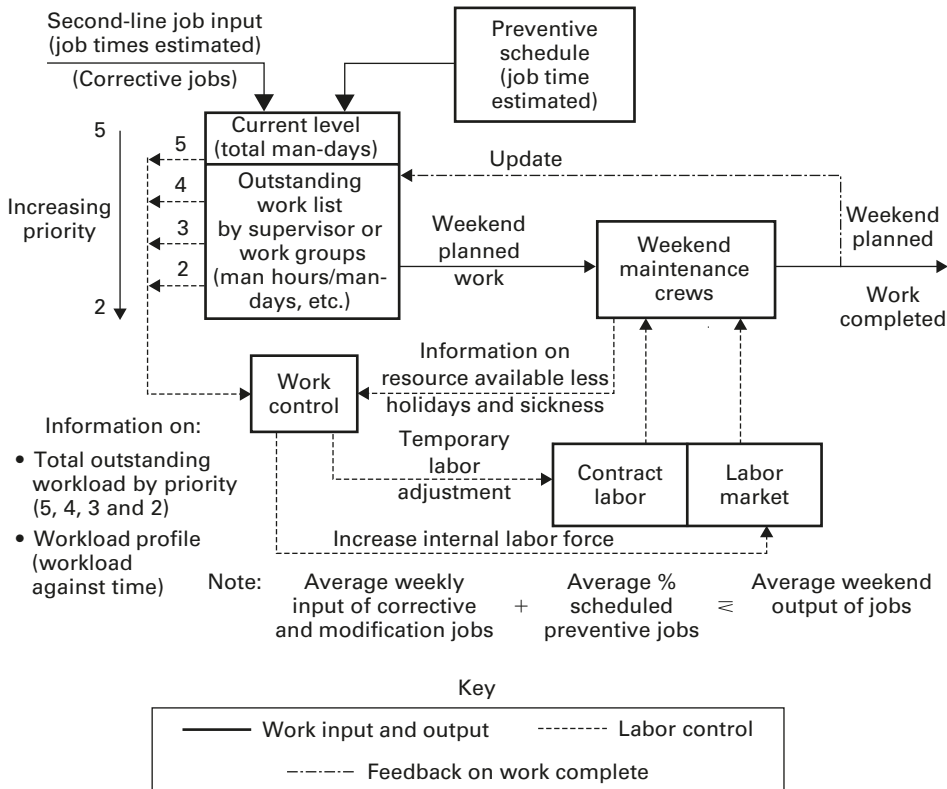 Second-line job input
(job times estimated)
(Corrective jobs)
Preventive
schedule
(job time
estimated)
5
Increasing
priority
2
5
4
3
2
Current level
(total man-days)
Outstanding
work list
by supervisor or
work groups
(man hours/man-
days, etc.)
Update
Weekend
planned
work
Weekend
maintenance
crews
Weekend
planned
Work
completed
Work
control
Information on
resource available less
holidays and sickness
Temporary
labor
adjustment
Contract
labor
Labor
market
Increase internal labor force
Information on:
• Total outstanding
workload by priority
(5, 4, 3 and 2)
• Workload profile
(workload
against time)
Note:
Average weekly
input of corrective
and modification jobs
+
Average %
scheduled
preventive jobs
⋜
Average weekend
output of jobs
Key
Work input and output
Labor control
Feedback on work complete